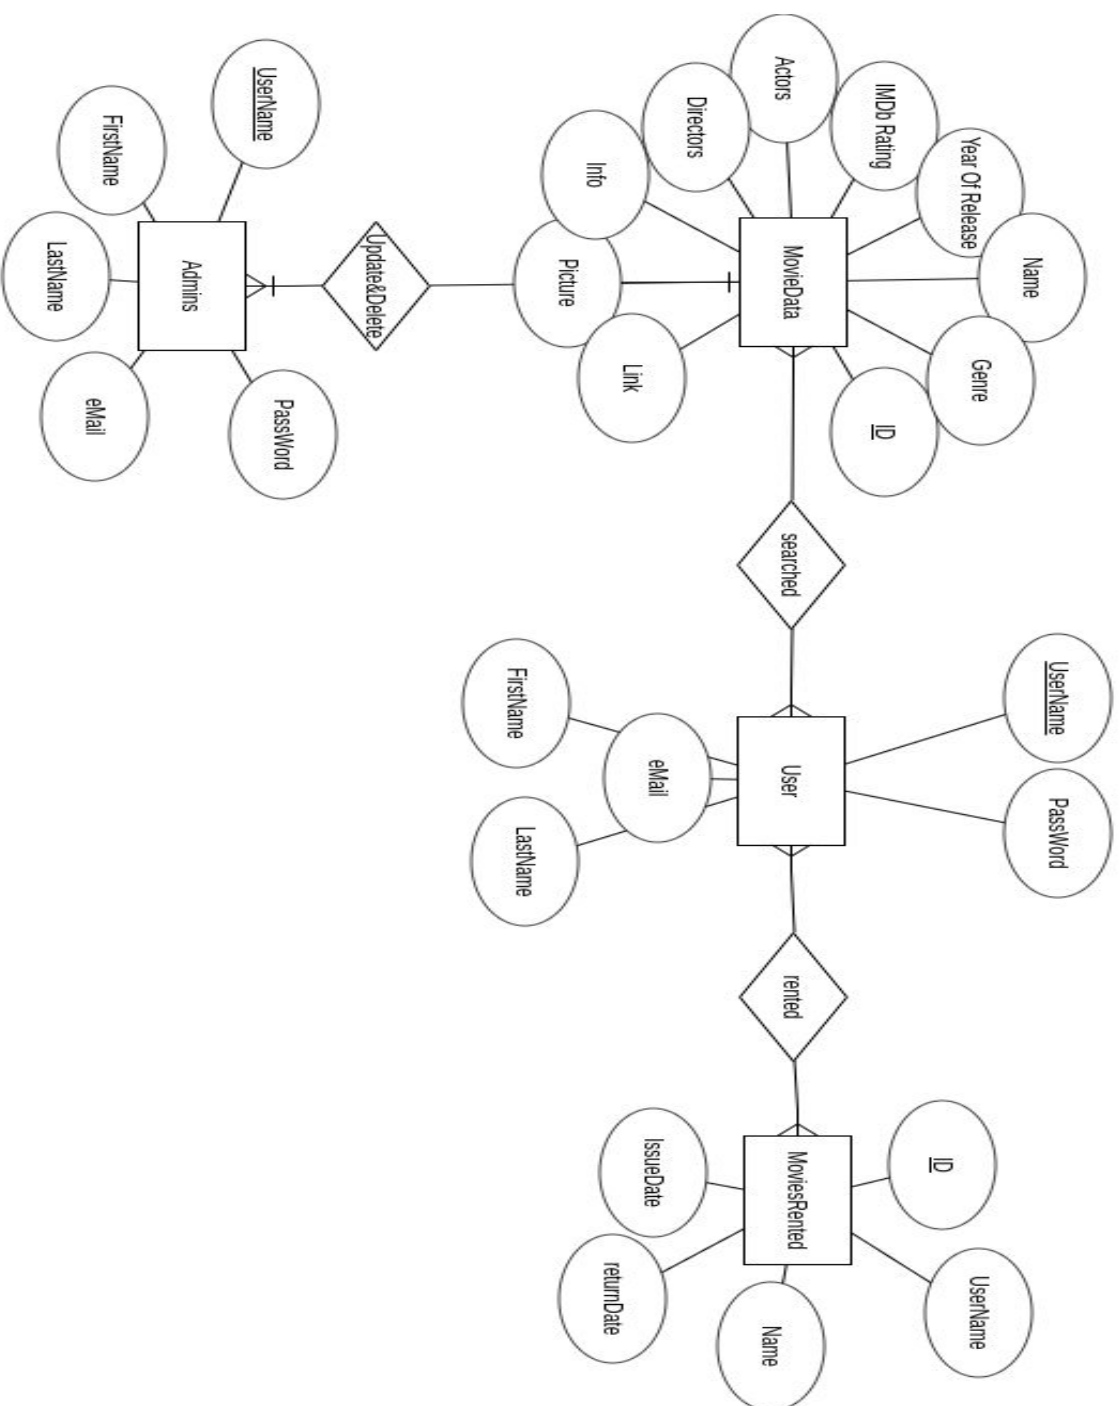 UserName
FirstName
LastName
eMail
PassWord
Admins
Update&Delete
Picture
Info
Directors
Actors
IMDb Rating
Year Of Release
Name
Genre
ID
Link
MovieData
searched
UserName
PassWord
User
FirstName
eMail
LastName
rented
ID
UserName
MoviesRented
IssueDate
returnDate
Name